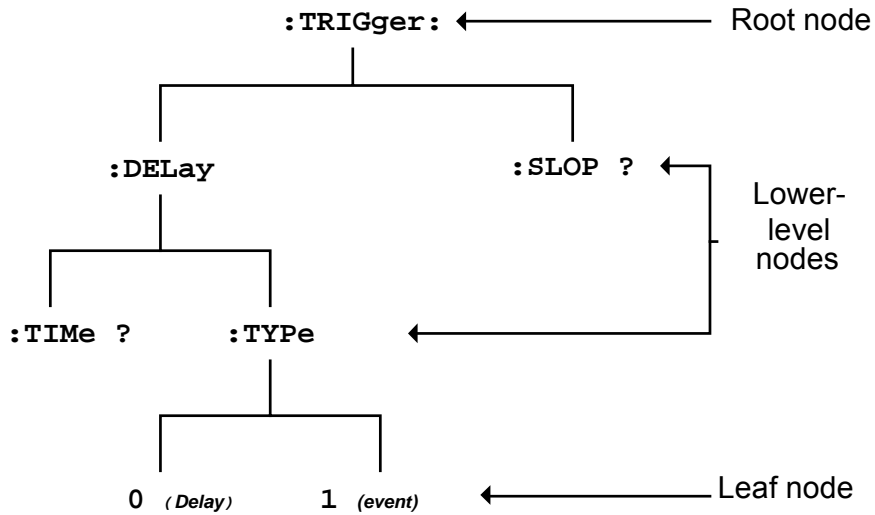 :TRIGger: Root node
:DELay :SLOP ?
Lower-
level
nodes
:TIMe ? :TYPe
0 (Delay) 1 (event) Leaf node